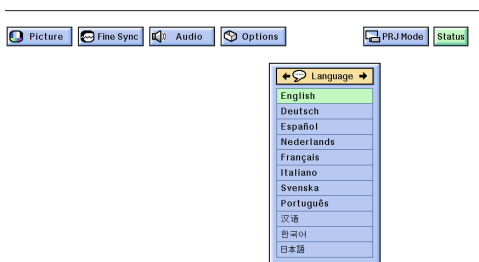 Picture Fine Sync Audio Options PRJ Mode Status
Language
English
Deutsch
Español
Nederlands
Français
Italiano
Svenska
Português
汉语
한국어
日本語